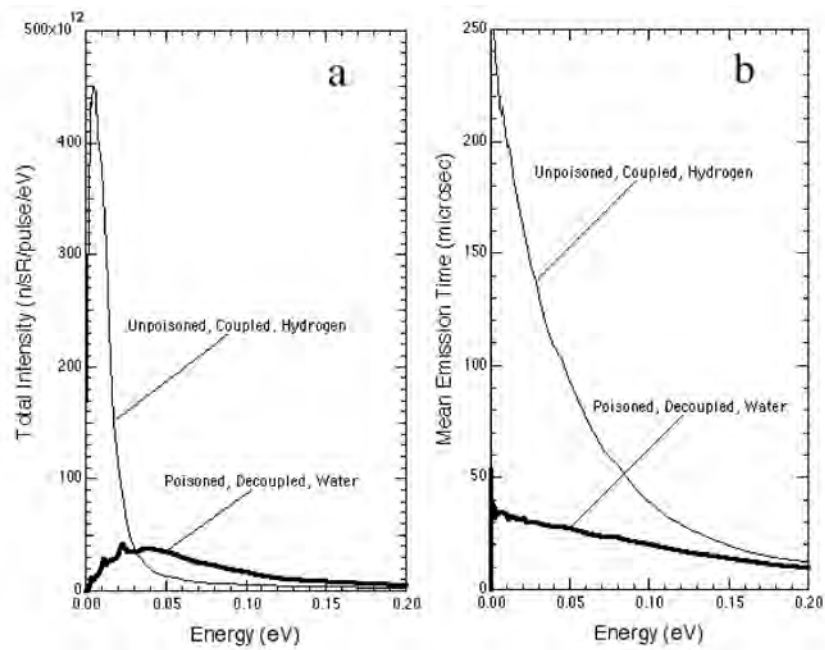 500x10¹²
400
300
200
100
0
0.00
0.05
0.10
0.15
0.20
Total Intensity (n/sR/pulse/eV)
Energy (eV)
a
Unpoisoned, Coupled, Hydrogen
Poisoned, Decoupled, Water
250
200
150
100
50
0
0.00
0.05
0.10
0.15
0.20
Mean Emission Time (microsec)
Energy (eV)
b
Unpoisoned, Coupled, Hydrogen
Poisoned, Decoupled, Water